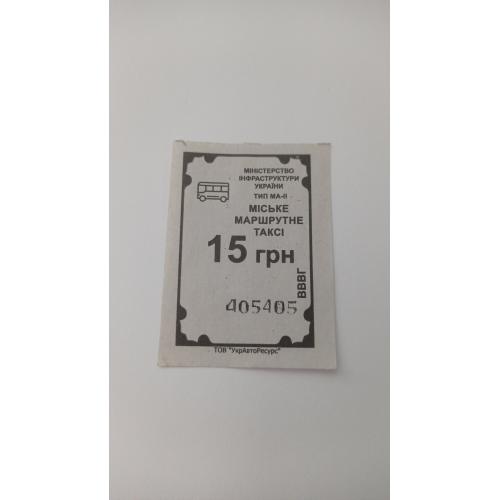 МІНІСТЕРСТВО
ІНФРАСТРУКТУРИ
УКРАЇНИ
ТИП МА-ІІ
МІСЬКЕ
МАРШРУТНЕ
ТАКСІ
15 грн
ВВВГ
405405
ТОВ "УкрАвтоРесурс"